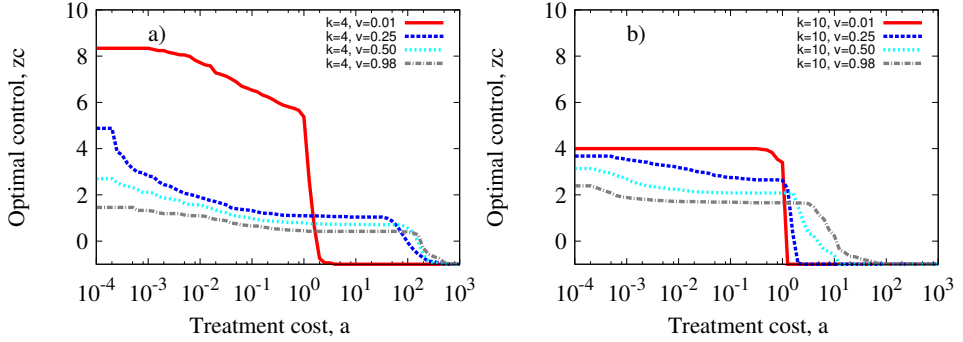 a)
k=4, v=0.01
k=4, v=0.25
k=4, v=0.50
k=4, v=0.98
Optimal control, zc
10
8
6
4
2
0
10^-4 10^-3 10^-2 10^-1 10^0 10^1 10^2 10^3
Treatment cost, a
b)
k=10, v=0.01
k=10, v=0.25
k=10, v=0.50
k=10, v=0.98
Optimal control, zc
10
8
6
4
2
0
10^-4 10^-3 10^-2 10^-1 10^0 10^1 10^2 10^3
Treatment cost, a